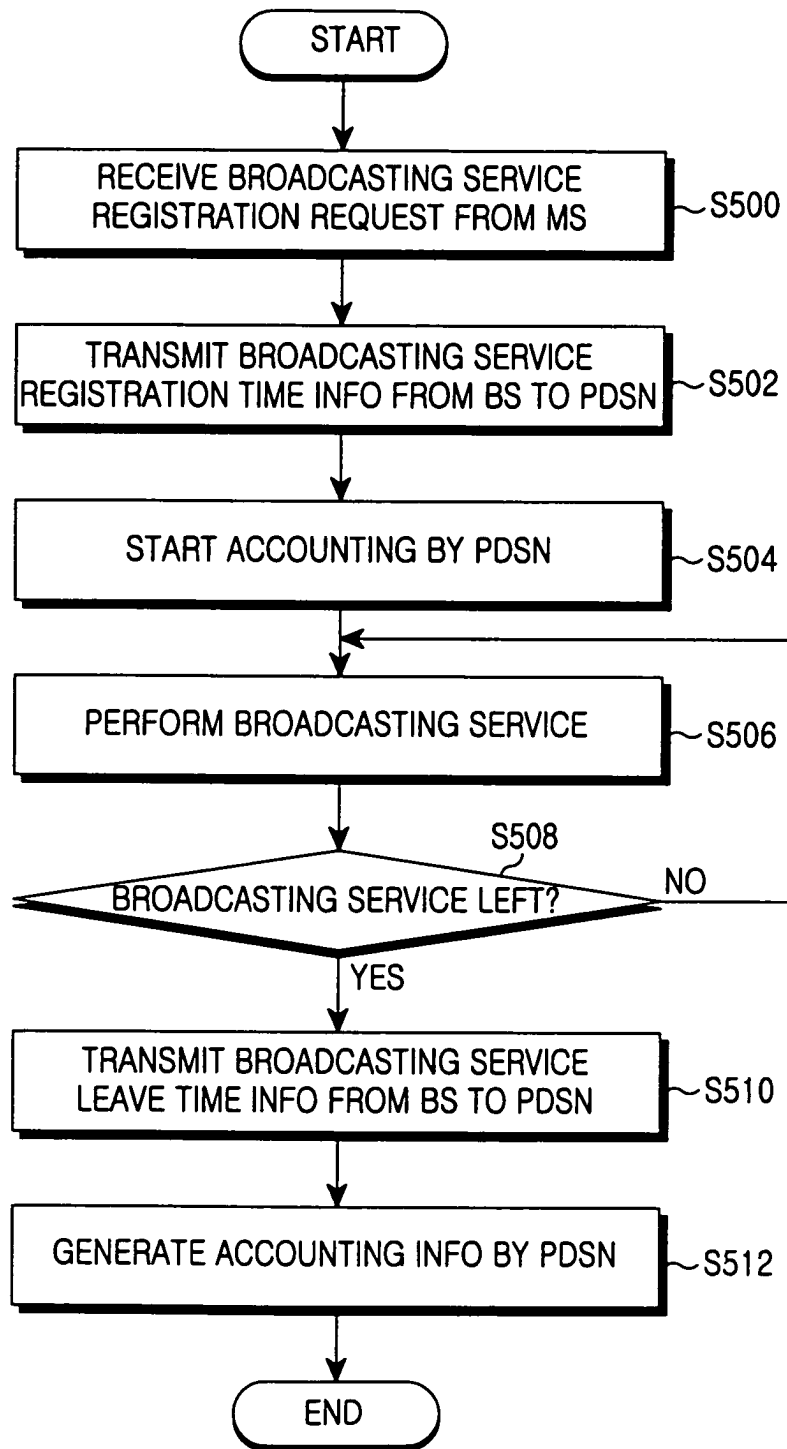 START
RECEIVE BROADCASTING SERVICE
REGISTRATION REQUEST FROM MS
S500
TRANSMIT BROADCASTING SERVICE
REGISTRATION TIME INFO FROM BS TO PDSN
S502
START ACCOUNTING BY PDSN
S504
PERFORM BROADCASTING SERVICE
S506
S508
BROADCASTING SERVICE LEFT?
NO
YES
TRANSMIT BROADCASTING SERVICE
LEAVE TIME INFO FROM BS TO PDSN
S510
GENERATE ACCOUNTING INFO BY PDSN
S512
END